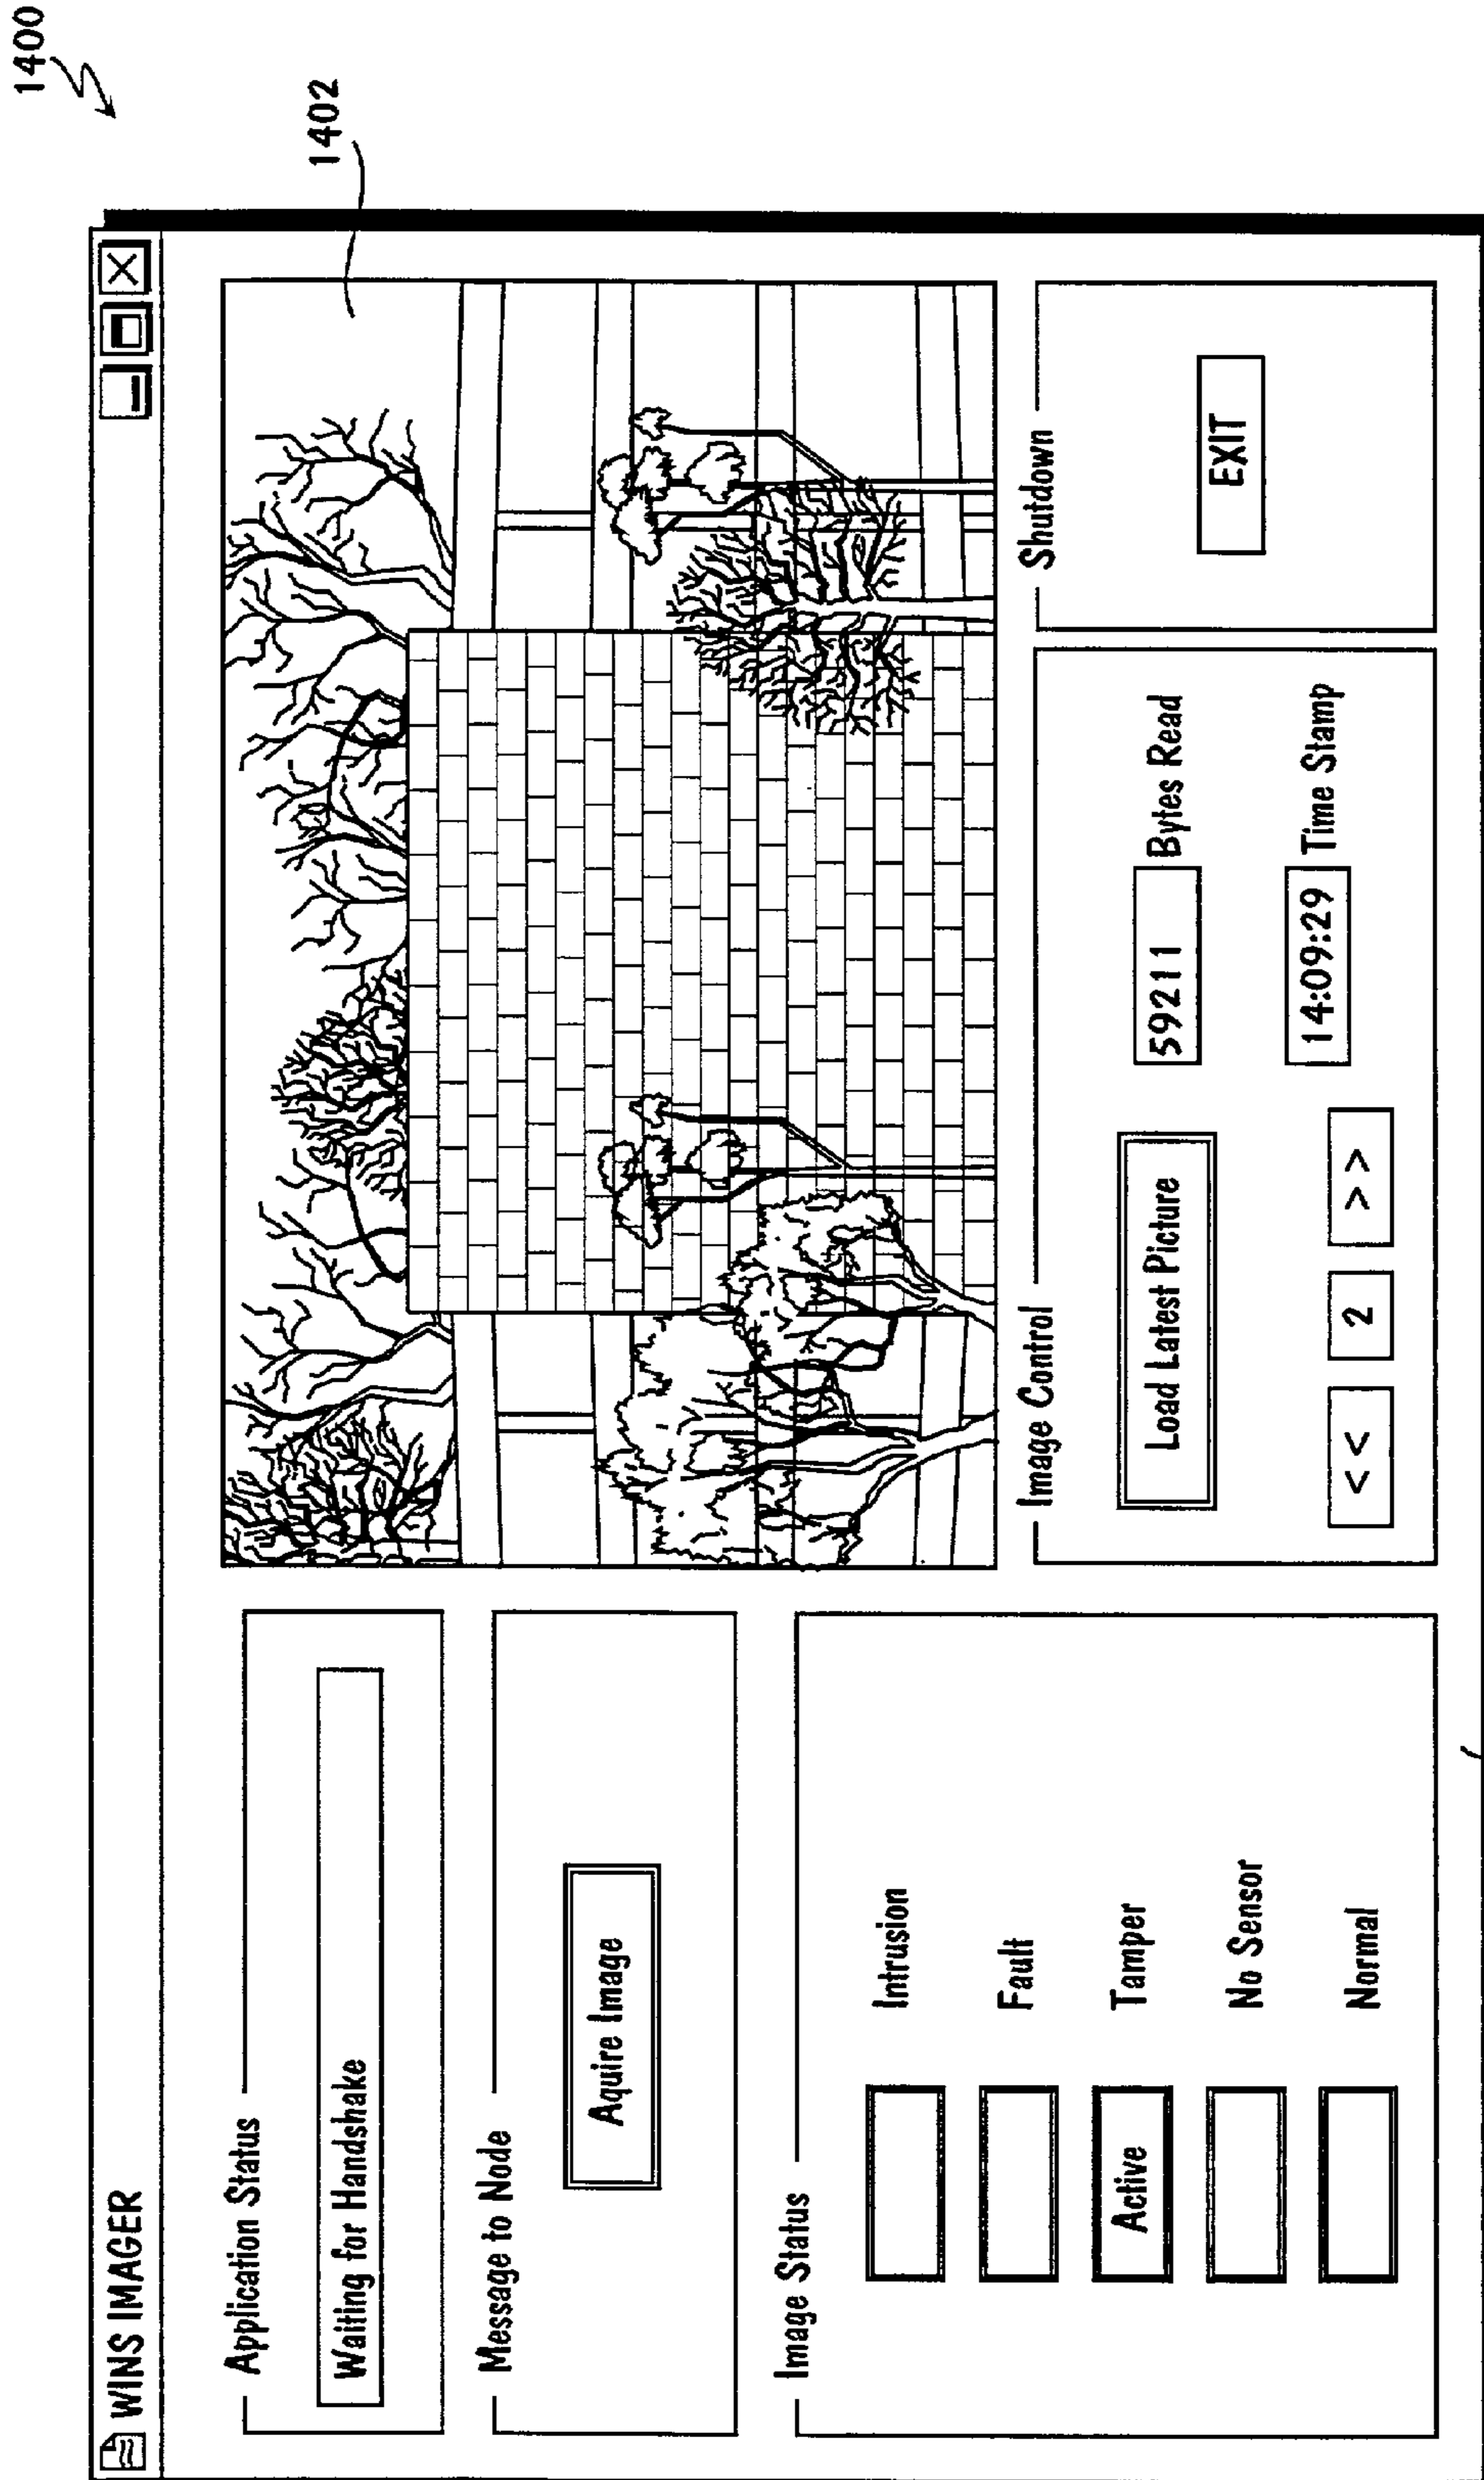 1400
1402
WINS IMAGER
Application Status
Waiting for Handshake
Message to Node
Aquire Image
Image Status
Intrusion
Fault
Active Tamper
No Sensor
Normal
Image Control
Load Latest Picture
59211 Bytes Read
<< 2 >>
14:09:29 Time Stamp
Shutdown
EXIT